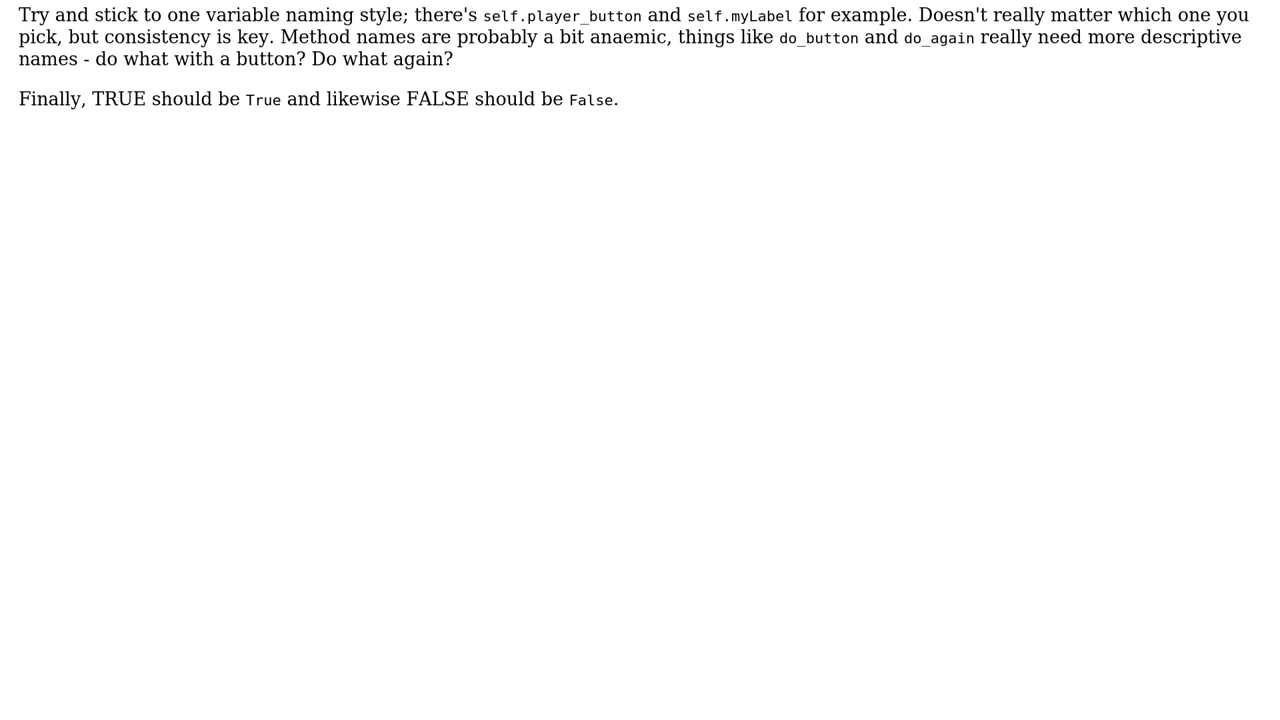 Try and stick to one variable naming style; there's self.player_button and self.myLabel for example. Doesn't really matter which one you
pick, but consistency is key. Method names are probably a bit anaemic, things like do_button and do_again really need more descriptive
names - do what with a button? Do what again?
Finally, TRUE should be True and likewise FALSE should be False.